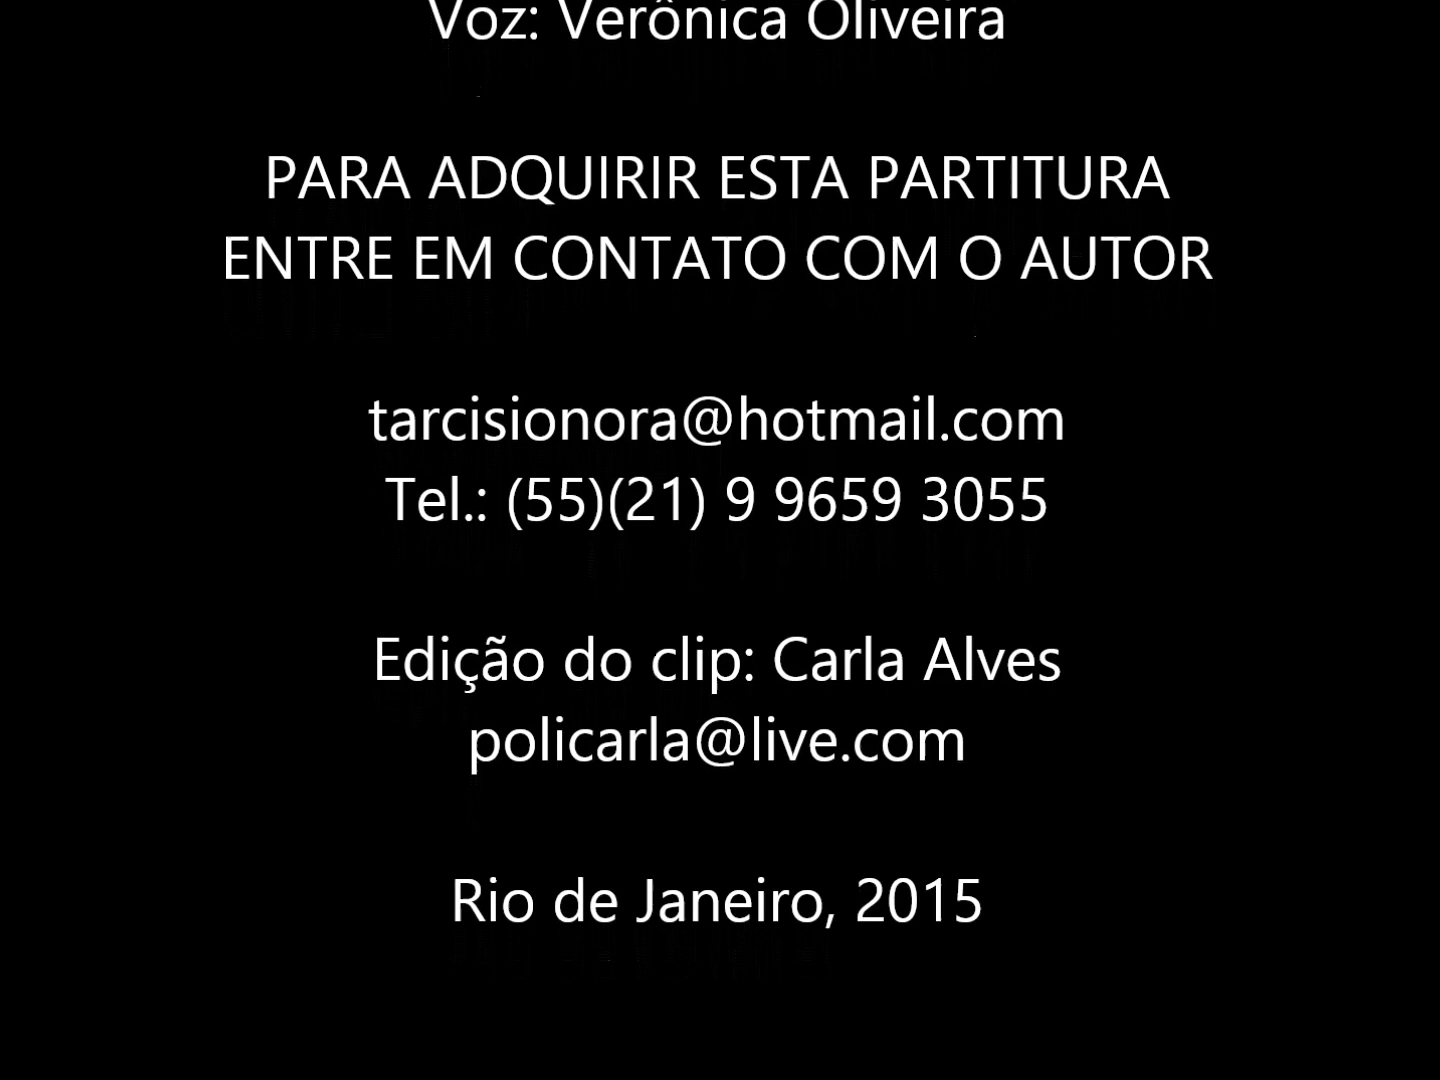 Voz: Verônica Oliveira
PARA ADQUIRIR ESTA PARTITURA
ENTRE EM CONTATO COM O AUTOR
tarcisionora@hotmail.com
Tel.: (55)(21) 9 9659 3055
Edição do clip: Carla Alves
policarla@live.com
Rio de Janeiro, 2015